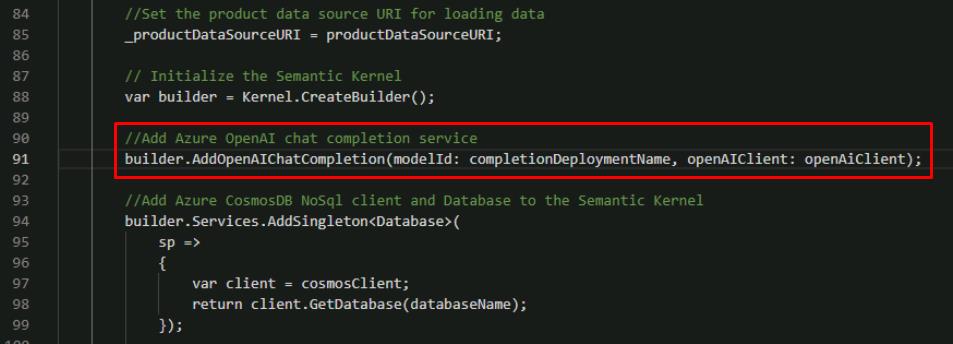 84 //Set the product data source URI for loading data
85 _productDataSourceURI = productDataSourceURI;
86
87 // Initialize the Semantic Kernel
88 var builder = Kernel.CreateBuilder();
89
90 //Add Azure OpenAI chat completion service
91 builder.AddOpenAIChatCompletion(modelId: completionDeploymentName, openAIClient: openAiClient);
92
93 //Add Azure CosmosDB NoSql client and Database to the Semantic Kernel
94 builder.Services.AddSingleton<Database>(
95 sp =>
96 {
97 var client = cosmosClient;
98 return client.GetDatabase(databaseName);
99 });